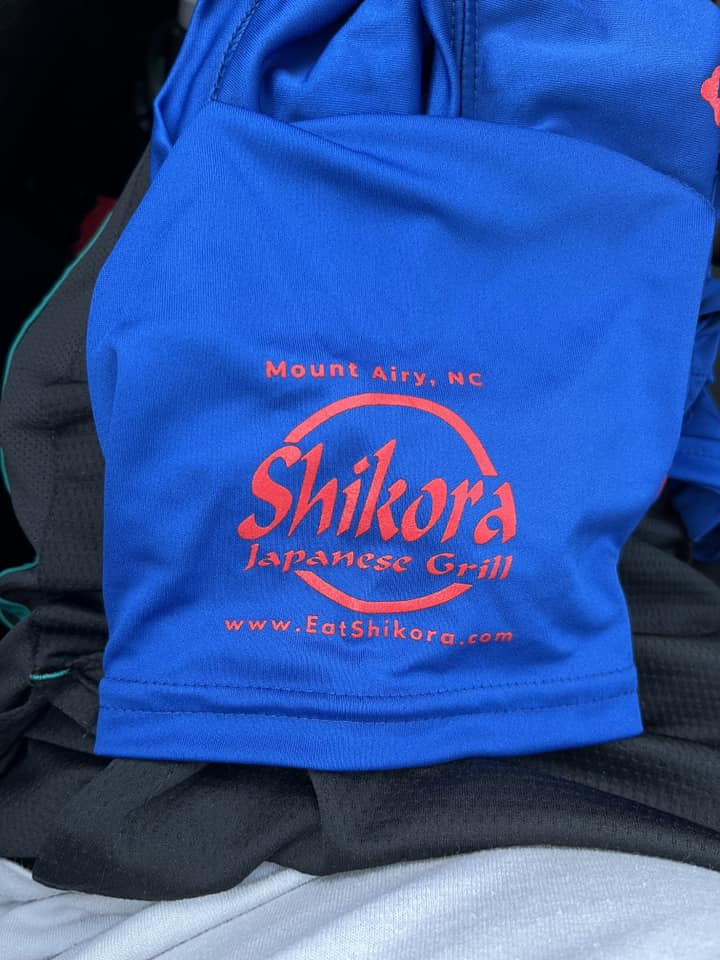 Mount Airy, NC
Shikora
Japanese Grill
www.EatShikora.com